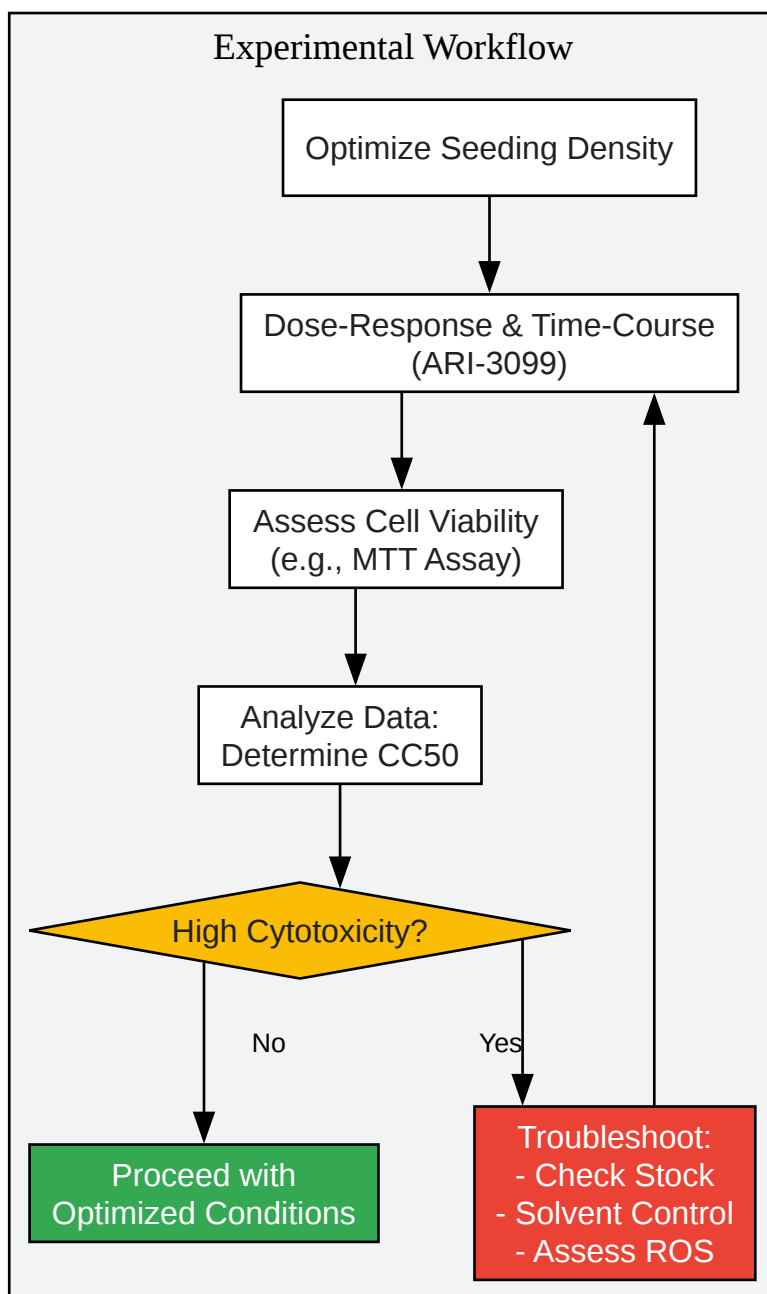 Experimental Workflow
Optimize Seeding Density
Dose-Response & Time-Course
(ARI-3099)
Assess Cell Viability
(e.g., MTT Assay)
Analyze Data:
Determine CC50
High Cytotoxicity?
No
Yes
Proceed with
Optimized Conditions
Troubleshoot:
- Check Stock
- Solvent Control
- Assess ROS